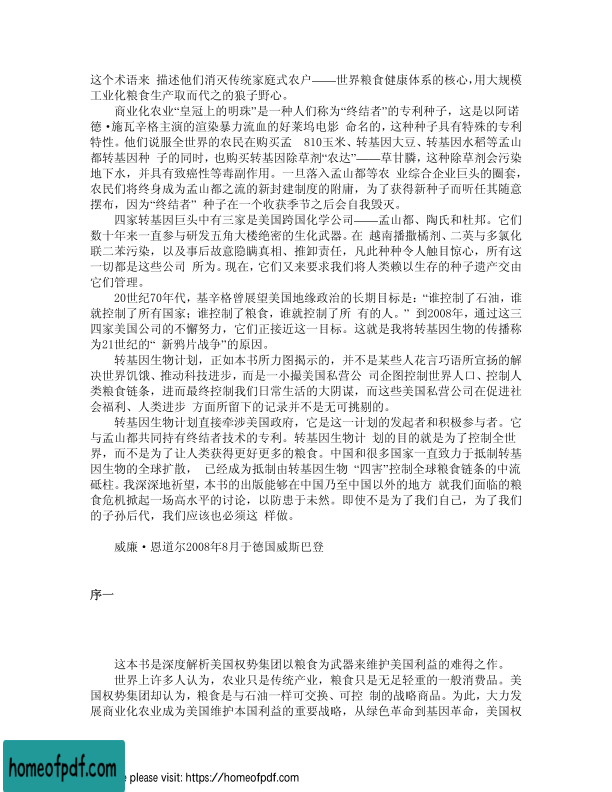 这个术语来 描述他们消灭传统家庭式农户——世界粮食健康体系的核心,用大规模
工业化粮食生产取而代之的狼子野心。
商业化农业“皇冠上的明珠”是一种人们称为“终结者”的专利种子，这是以阿诺
德·施瓦辛格主演的渲染暴力流血的好莱坞电影 命名的，这种种子具有特殊的专利
特性。他们说服全世界的农民在购买孟 810玉米、转基因大豆、转基因水稻等孟山
都转基因种 子的同时，也购买转基因除草剂“农达”——草甘膦，这种除草剂会污染
地下水，并具有致癌性等毒副作用。一旦落入孟山都等农 业综合企业巨头的圈套，
农民们将终身成为孟山都之流的新封建制度的附庸，为了获得新种子而听任其随意
摆布，因为“终结者” 种子在一个收获季节之后会自我毁灭。
四家转基因巨头中有三家是美国跨国化学公司——孟山都、陶氏和杜邦。它们
数十年来一直参与研发五角大楼绝密的生化武器。在 越南播撒橘剂、二英与多氯化
联二苯污染，以及事后故意隐瞒真相、推卸责任，凡此种种令人触目惊心，所有这
一切都是这些公司 所为。现在，它们又来要求我们将人类赖以生存的种子遗产交由
它们管理。
20世纪70年代，基辛格曾展望美国地缘政治的长期目标是：“谁控制了石油，谁
就控制了所有国家；谁控制了粮食，谁就控制了所 有的人。” 到2008年，通过这三
四家美国公司的不懈努力，它们正接近这一目标。这就是我将转基因生物的传播称
为21世纪的“ 新鸦片战争”的原因。
转基因生物计划，正如本书所力图揭示的，并不是某些人花言巧语所宣扬的解
决世界饥饿、推动科技进步，而是一小撮美国私营公 司企图控制世界人口、控制人
类粮食链条，进而最终控制我们日常生活的大阴谋，而这些美国私营公司在促进社
会福利、人类进步 方面所留下的记录并不是无可挑剔的。
转基因生物计划直接牵涉美国政府，它是这一计划的发起者和积极参与者。它
与孟山都共同持有终结者技术的专利。转基因生物计 划的目的就是为了控制全世
界，而不是为了让人类获得更好更多的粮食。中国和很多国家一直致力于抵制转基
因生物的全球扩散， 已经成为抵制由转基因生物 “四害”控制全球粮食链条的中流
砥柱。我深深地祈望，本书的出版能够在中国乃至中国以外的地方 就我们面临的粮
食危机掀起一场高水平的讨论，以防患于未然。即使不是为了我们自己，为了我们
的子孙后代，我们应该也必须这 样做。
威廉·恩道尔2008年8月于德国威斯巴登
序一
这本书是深度解析美国权势集团以粮食为武器来维护美国利益的难得之作。
世界上许多人认为，农业只是传统产业，粮食只是无足轻重的一般消费品。美
国权势集团却认为，粮食是与石油一样可交换、可控 制的战略商品。为此，大力发
展商业化农业成为美国维护本国利益的重要战略，从绿色革命到基因革命，美国权
homeofpdf.com
e please visit: https://homeofpdf.com